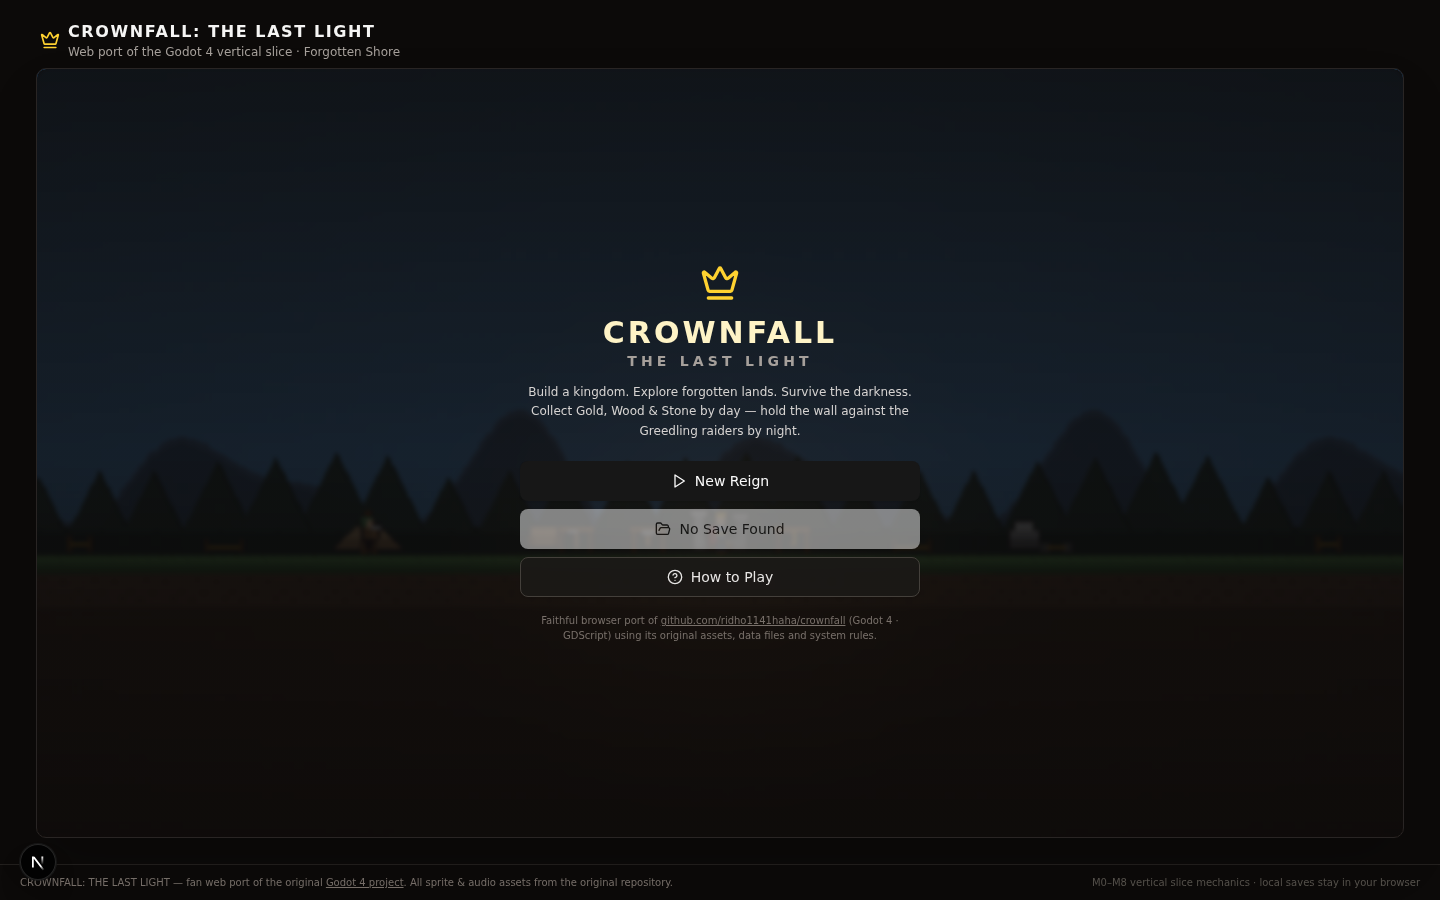 CROWNFALL: THE LAST LIGHT
Web port of the Godot 4 vertical slice · Forgotten Shore
CROWNFALL
THE LAST LIGHT
Build a kingdom. Explore forgotten lands. Survive the darkness.
Collect Gold, Wood & Stone by day — hold the wall against the
Greedling raiders by night.
New Reign
No Save Found
How to Play
Faithful browser port of github.com/ridho1141haha/crownfall (Godot 4 ·
GDScript) using its original assets, data files and system rules.
N
CROWNFALL: THE LAST LIGHT — fan web port of the original Godot 4 project. All sprite & audio assets from the original repository.
M0–M8 vertical slice mechanics · local saves stay in your browser